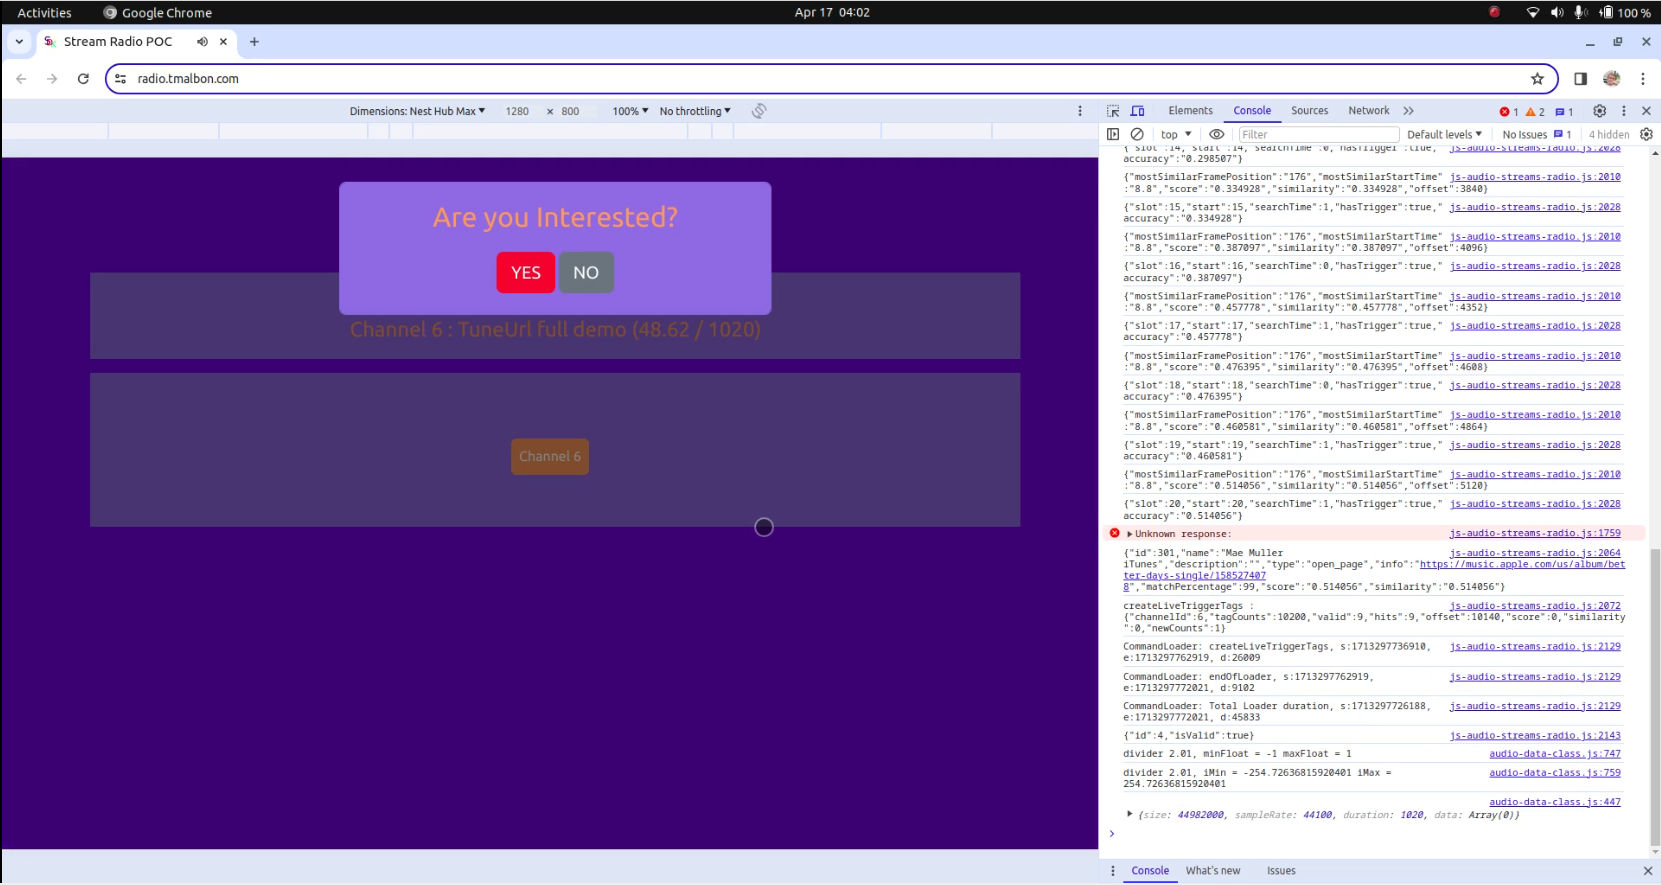 Activities Google Chrome Apr 17 04:02 100 %
Stream Radio POC
radio.tmalbon.com
Dimensions: Nest Hub Max 1280 × 800 100% No throttling
Elements Console Sources Network 1 2 1
top Filter Default levels No Issues 1 4 hidden
Are you Interested?
YES NO
Channel 6 : TuneUrl full demo (48.62 / 1020)
Channel 6
{"slot":14,"start":14,"searchTime":0,"hasTrigger":true," js-audio-streams-radio.js:2028
accuracy":"0.298507"}
{"mostSimilarFramePosition":"176","mostSimilarStartTime" js-audio-streams-radio.js:2010
:"8.8","score":"0.334928","similarity":"0.334928","offset":3840}
{"slot":15,"start":15,"searchTime":1,"hasTrigger":true," js-audio-streams-radio.js:2028
accuracy":"0.334928"}
{"mostSimilarFramePosition":"176","mostSimilarStartTime" js-audio-streams-radio.js:2010
:"8.8","score":"0.387097","similarity":"0.387097","offset":4096}
{"slot":16,"start":16,"searchTime":0,"hasTrigger":true," js-audio-streams-radio.js:2028
accuracy":"0.387097"}
{"mostSimilarFramePosition":"176","mostSimilarStartTime" js-audio-streams-radio.js:2010
:"8.8","score":"0.457778","similarity":"0.457778","offset":4352}
{"slot":17,"start":17,"searchTime":1,"hasTrigger":true," js-audio-streams-radio.js:2028
accuracy":"0.457778"}
{"mostSimilarFramePosition":"176","mostSimilarStartTime" js-audio-streams-radio.js:2010
:"8.8","score":"0.476395","similarity":"0.476395","offset":4608}
{"slot":18,"start":18,"searchTime":0,"hasTrigger":true," js-audio-streams-radio.js:2028
accuracy":"0.476395"}
{"mostSimilarFramePosition":"176","mostSimilarStartTime" js-audio-streams-radio.js:2010
:"8.8","score":"0.460581","similarity":"0.460581","offset":4864}
{"slot":19,"start":19,"searchTime":1,"hasTrigger":true," js-audio-streams-radio.js:2028
accuracy":"0.460581"}
{"mostSimilarFramePosition":"176","mostSimilarStartTime" js-audio-streams-radio.js:2010
:"8.8","score":"0.514056","similarity":"0.514056","offset":5120}
{"slot":20,"start":20,"searchTime":1,"hasTrigger":true," js-audio-streams-radio.js:2028
accuracy":"0.514056"}
Unknown response: js-audio-streams-radio.js:1759
{"id":301,"name":"Mae Muller js-audio-streams-radio.js:2064
iTunes","description":"","type":"open_page","info":"https://music.apple.com/us/album/bet
ter-days-single/158527407
8","matchPercentage":99,"score":"0.514056","similarity":"0.514056"}
createLiveTriggerTags : js-audio-streams-radio.js:2072
{"channelId":6,"tagCounts":10200,"valid":9,"hits":9,"offset":10140,"score":0,"similarity
":0,"newCounts":1}
CommandLoader: createLiveTriggerTags, s:1713297736910, js-audio-streams-radio.js:2129
e:1713297762919, d:26009
CommandLoader: endOfLoader, s:1713297762919, js-audio-streams-radio.js:2129
e:1713297772021, d:9102
CommandLoader: Total Loader duration, s:1713297726188, js-audio-streams-radio.js:2129
e:1713297772021, d:45833
{"id":4,"isValid":true} js-audio-streams-radio.js:2143
divider 2.01, minFloat = -1 maxFloat = 1 audio-data-class.js:747
divider 2.01, iMin = -254.72636815920401 iMax = audio-data-class.js:759
254.72636815920401
audio-data-class.js:447
{size: 44982000, sampleRate: 44100, duration: 1020, data: Array(0)}
Console What's new Issues